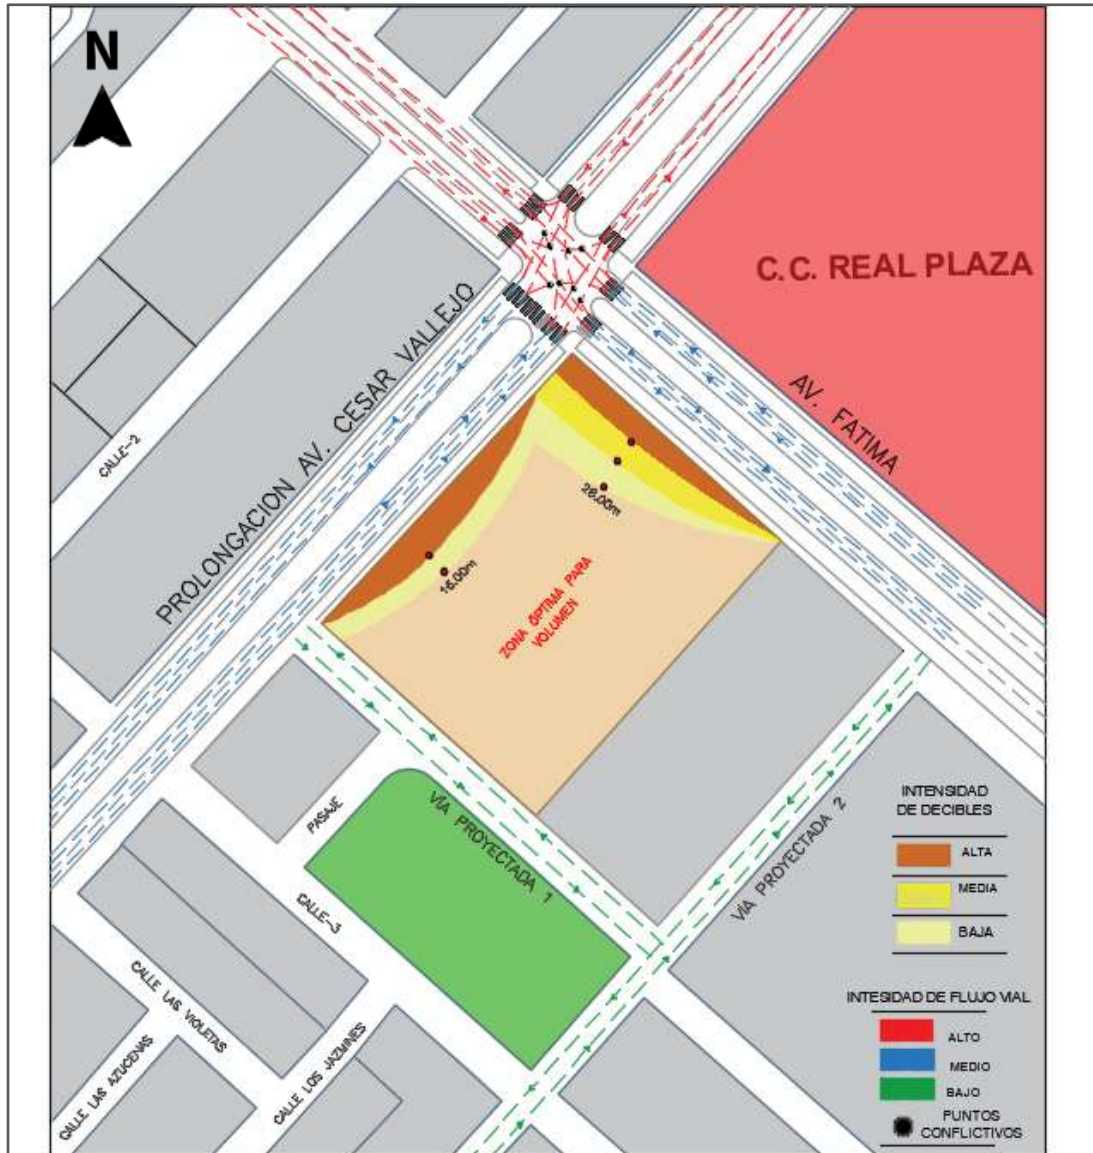 N
C.C. REAL PLAZA
PROLONGACION AV. CESAR VALLEJO
AV. FATIMA
CALLE-2
26.00m
16.00m
ZONA ÓPTIMA PARA
VOLUMEN
PASAJE
VÍA PROYECTADA 1
VÍA PROYECTADA 2
CALLE-3
CALLE LAS VIOLETAS
CALLE LAS AZUCENAS
CALLE LOS JAZMINES
INTENSIDAD
DE DECIBLES
ALTA
MEDIA
BAJA
INTESIDAD DE FLUJO VIAL
ALTO
MEDIO
BAJO
PUNTOS
CONFLICTIVOS